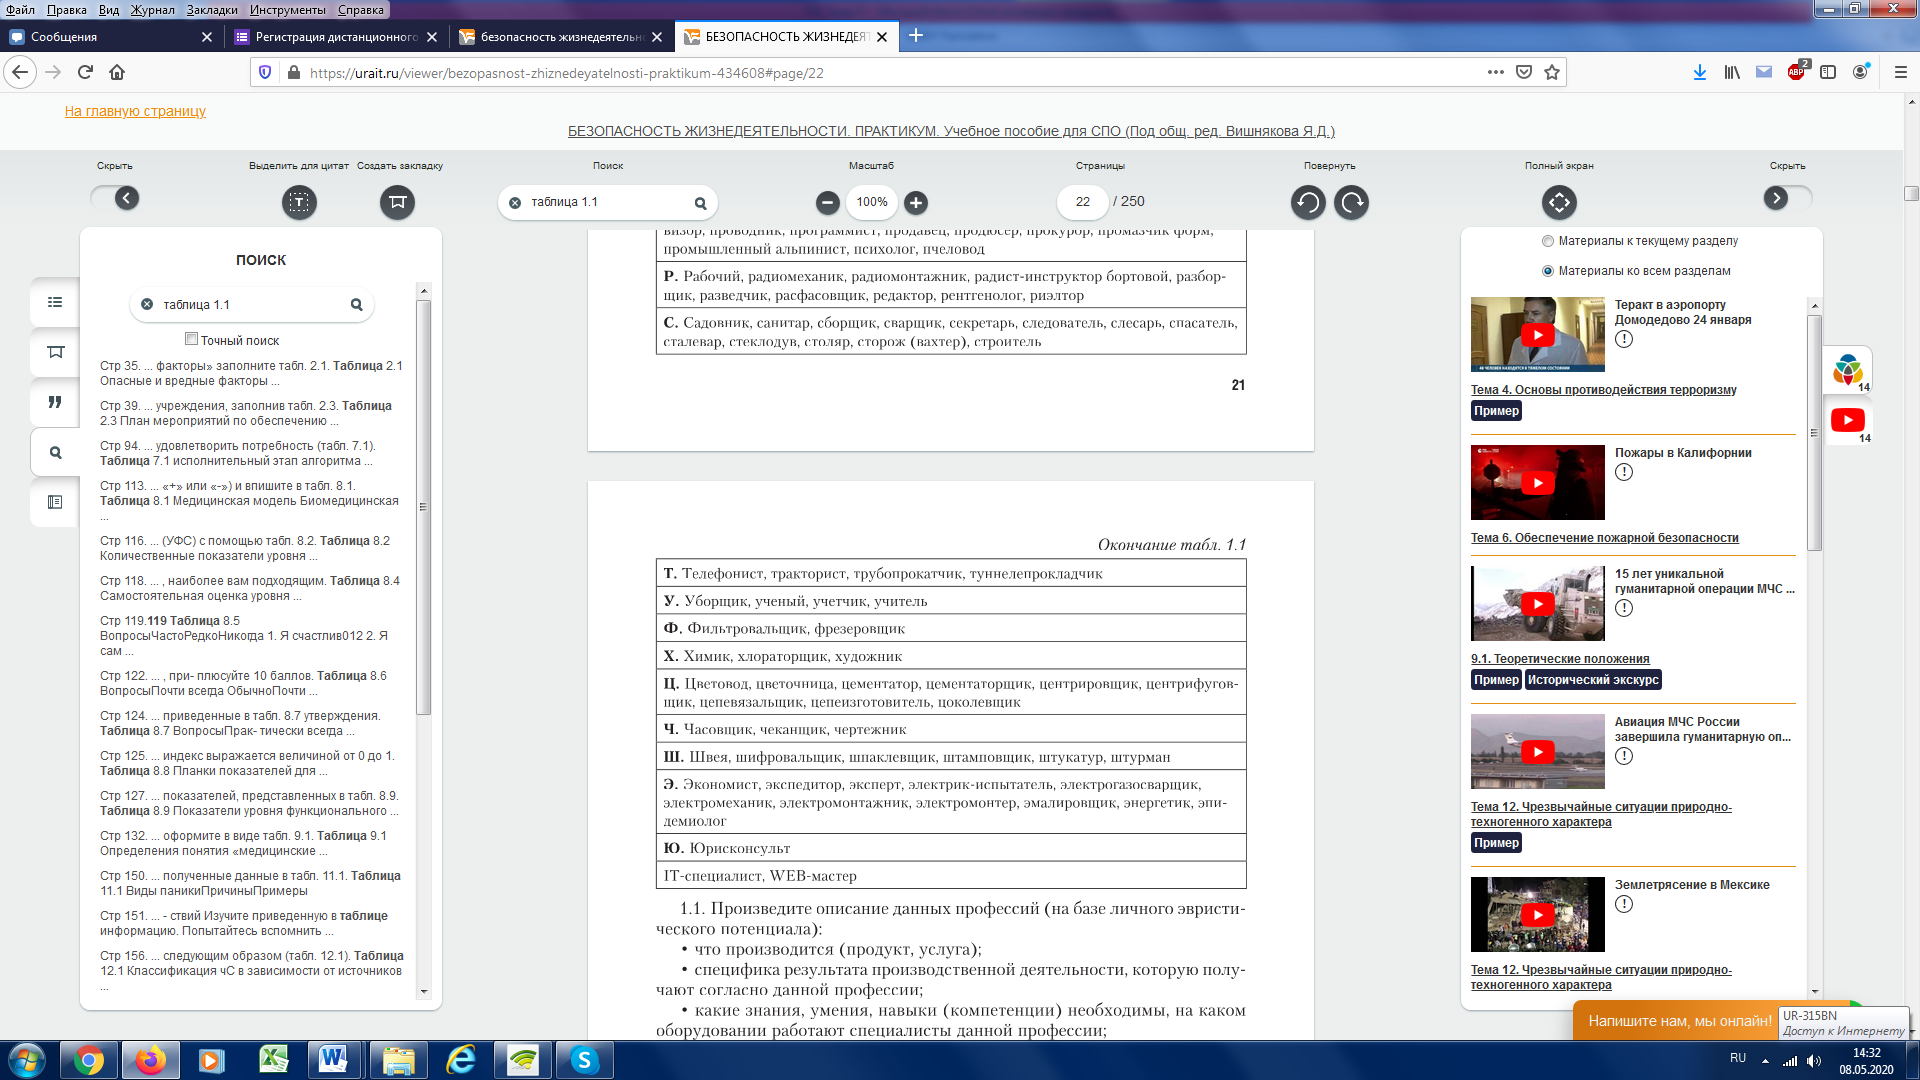 Файл Правка Вид Журнал Закладки Инструменты Справка
Сообщения
Регистрация дистанционного
безопасность жизнедеятельн
БЕЗОПАСНОСТЬ ЖИЗНЕДЕЯТ
https://urait.ru/viewer/bezopasnost-zhiznedeyatelnosti-praktikum-434608#page/22
ABP
2
На главную страницу
БЕЗОПАСНОСТЬ ЖИЗНЕДЕЯТЕЛЬНОСТИ. ПРАКТИКУМ. Учебное пособие для СПО (Под общ. ред. Вишнякова Я.Д.)
Скрыть
Выделить для цитат
Создать закладку
Поиск
Масштаб
Страницы
Повернуть
Полный экран
Скрыть
таблица 1.1
100%
22 / 250
ПОИСК
таблица 1.1
Точный поиск
Стр 35. ... факторы» заполните табл. 2.1. Таблица 2.1
Опасные и вредные факторы ...
Стр 39. ... учреждения, заполнив табл. 2.3. Таблица
2.3 План мероприятий по обеспечению ...
Стр 94. ... удовлетворить потребность (табл. 7.1).
Таблица 7.1 исполнительный этап алгоритма ...
Стр 113. ... «+» или «-») и впишите в табл. 8.1.
Таблица 8.1 Медицинская модель Биомедицинская
...
Стр 116. ... (УФС) с помощью табл. 8.2. Таблица 8.2
Количественные показатели уровня ...
Стр 118. ... , наиболее вам подходящим. Таблица 8.4
Самостоятельная оценка уровня ...
Стр 119.119 Таблица 8.5
ВопросыЧастоРедкоНикогда 1. Я счастлив012 2. Я
сам ...
Стр 122. ... , при- плюсуйте 10 баллов. Таблица 8.6
ВопросыПочти всегда ОбычноПочти ...
Стр 124. ... приведенные в табл. 8.7 утверждения.
Таблица 8.7 ВопросыПрак- тически всегда ...
Стр 125. ... индекс выражается величиной от 0 до 1.
Таблица 8.8 Планки показателей для ...
Стр 127. ... показателей, представленных в табл. 8.9.
Таблица 8.9 Показатели уровня функционального ...
Стр 132. ... оформите в виде табл. 9.1. Таблица 9.1
Определения понятия «медицинские ...
Стр 150. ... полученные данные в табл. 11.1. Таблица
11.1 Виды паникиПричиныПримеры
Стр 151. ... - ствий Изучите приведенную в таблице
информацию. Попытайтесь вспомнить ...
Стр 156. ... следующим образом (табл. 12.1). Таблица
12.1 Классификация чС в зависимости от источников
...
визор, проводник, программист, продавец, продюсер, прокурор, промазчик форм,
промышленный альпинист, психолог, пчеловод
Р. Рабочий, радиомеханик, радиомонтажник, радист-инструктор бортовой, разбор-
щик, разведчик, расфасовщик, редактор, рентгенолог, риэлтор
С. Садовник, санитар, сборщик, сварщик, секретарь, следователь, слесарь, спасатель,
сталевар, стеклодув, столяр, сторож (вахтер), строитель
21
Окончание табл. 1.1
Т. Телефонист, тракторист, трубопрокатчик, туннелепрокладчик
У. Уборщик, ученый, учетчик, учитель
Ф. Фильтровальщик, фрезеровщик
Х. Химик, хлораторщик, художник
Ц. Цветовод, цветочница, цементатор, цементаторщик, центрировщик, центрифугов-
щик, цепевязальщик, цепеизготовитель, цоколевщик
Ч. Часовщик, чеканщик, чертежник
Ш. Швея, шифровальщик, шпаклевщик, штамповщик, штукатур, штурман
Э. Экономист, экспедитор, эксперт, электрик-испытатель, электрогазосварщик,
электромеханик, электромонтажник, электромонтер, эмалировщик, энергетик, эпи-
демиолог
Ю. Юрисконсульт
IT-специалист, WEB-мастер
1.1. Произведите описание данных профессий (на базе личного эвристи-
ческого потенциала):
• что производится (продукт, услуга);
• специфика результата производственной деятельности, которую полу-
чают согласно данной профессии;
• какие знания, умения, навыки (компетенции) необходимы, на каком
оборудовании работают специалисты данной профессии;
Материалы к текущему разделу
Материалы ко всем разделам
Теракт в аэропорту
Домодедово 24 января
Тема 4. Основы противодействия терроризму
Пример
Пожары в Калифорнии
Тема 6. Обеспечение пожарной безопасности
15 лет уникальной
гуманитарной операции МЧС ...
9.1. Теоретические положения
Пример Исторический экскурс
Авиация МЧС России
завершила гуманитарную оп...
Тема 12. Чрезвычайные ситуации природно-
техногенного характера
Пример
Землетрясение в Мексике
Тема 12. Чрезвычайные ситуации природно-
техногенного характера
14
14
Напишите нам, мы онлайн!
UR-315BN
Доступ к Интернету
RU
14:32
08.05.2020